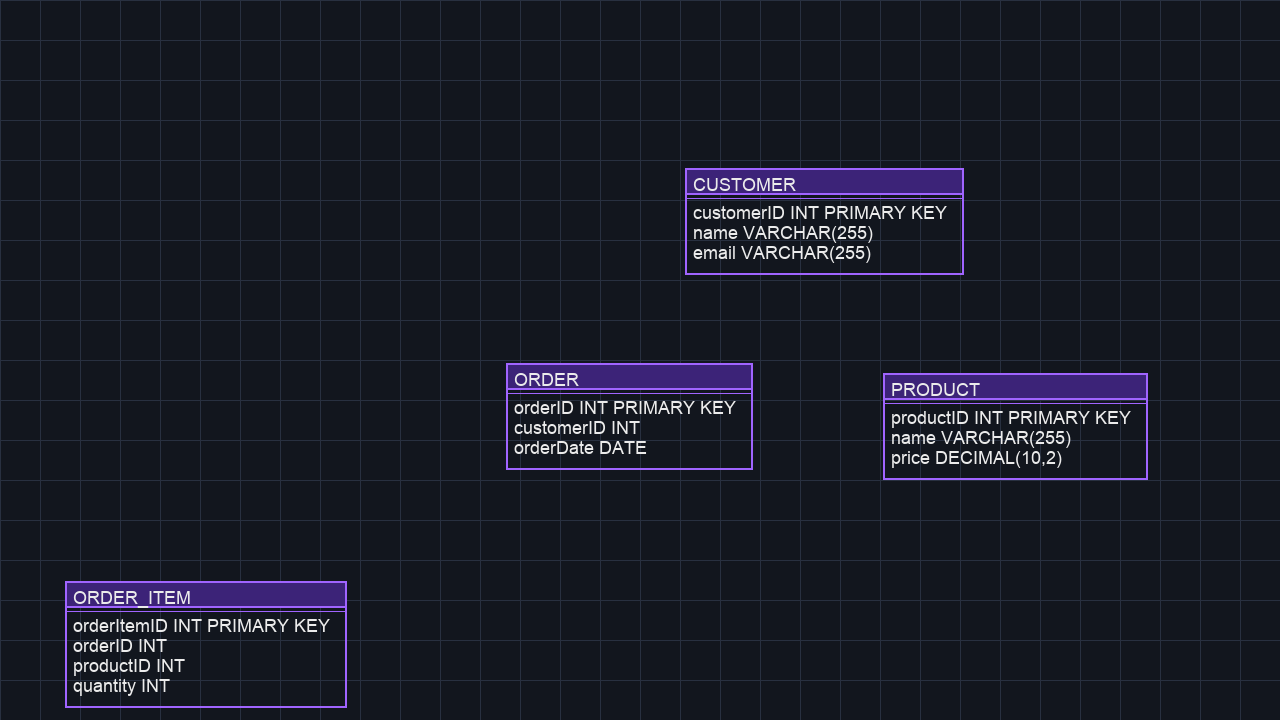 CUSTOMER
customerID INT PRIMARY KEY
name VARCHAR(255)
email VARCHAR(255)
ORDER
orderID INT PRIMARY KEY
customerID INT
orderDate DATE
PRODUCT
productID INT PRIMARY KEY
name VARCHAR(255)
price DECIMAL(10,2)
ORDER_ITEM
orderItemID INT PRIMARY KEY
orderID INT
productID INT
quantity INT